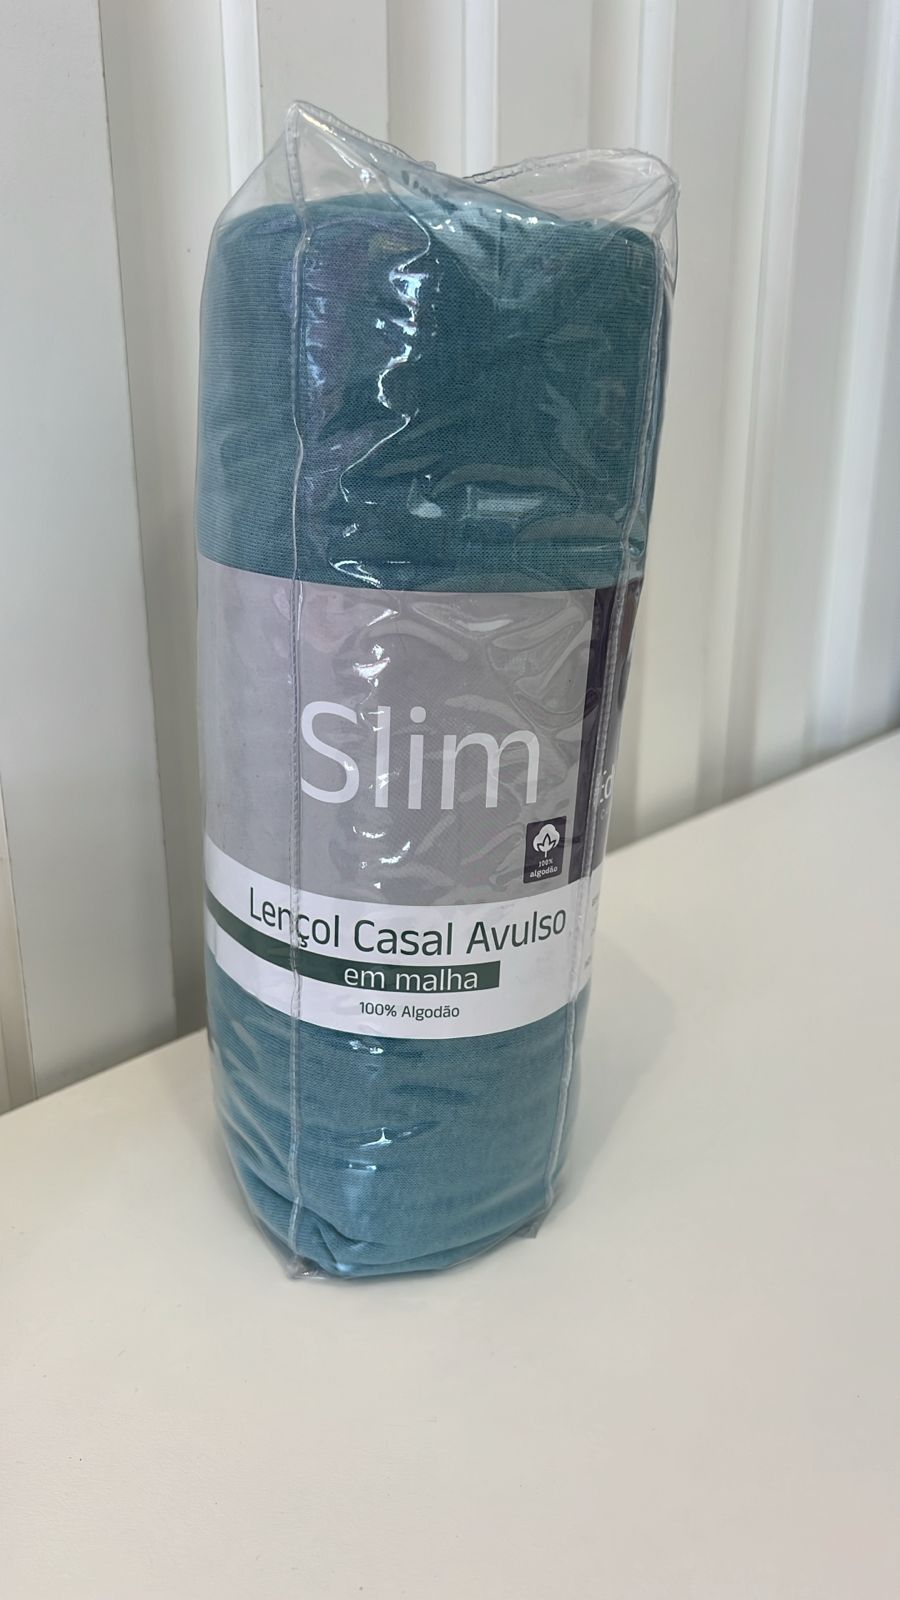 Slim
100%
algodão
Lençol Casal Avulso
em malha
100% Algodão